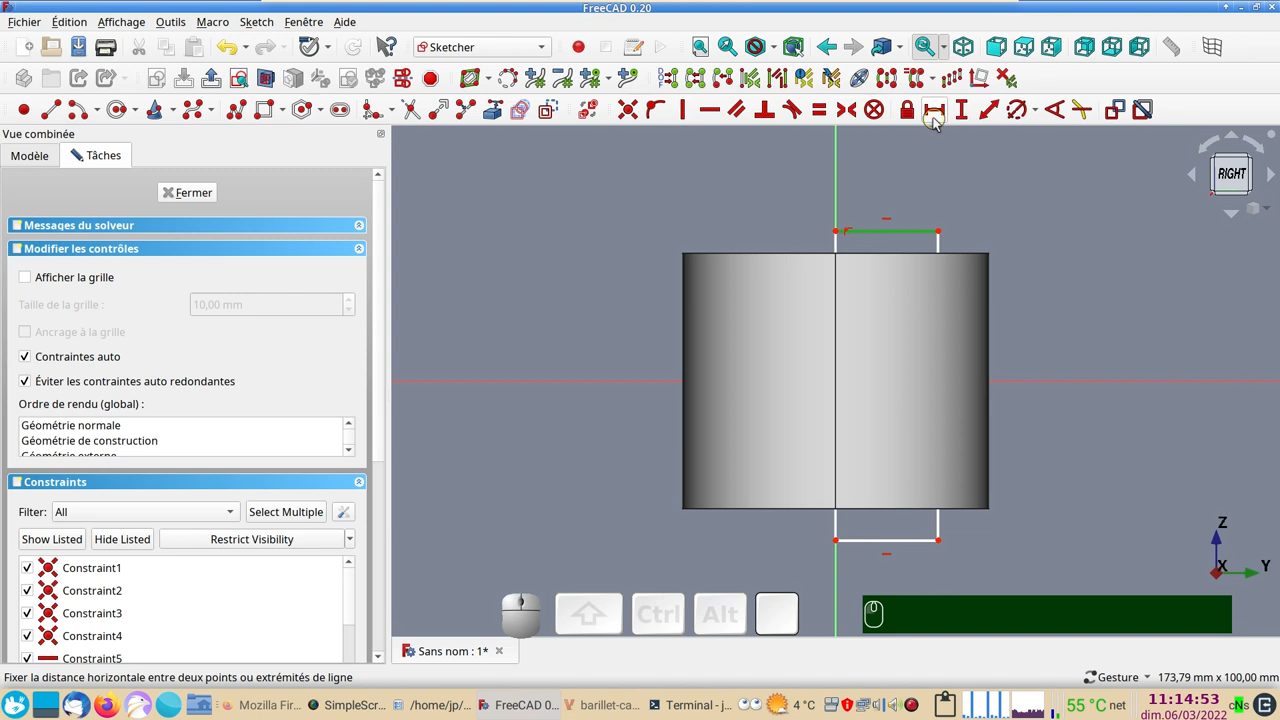 FreeCAD 0.20
Fichier Édition Affichage Outils Macro Sketch Fenêtre Aide
Sketcher
Vue combinée
Modèle Tâches
Fermer
Messages du solveur
Modifier les contrôles
Afficher la grille
Taille de la grille : 10,00 mm
Ancrage à la grille
Contraintes auto
Éviter les contraintes auto redondantes
Ordre de rendu (global) :
Géométrie normale
Géométrie de construction
Géométrie externe
Constraints
Filter: All Select Multiple
Show Listed Hide Listed Restrict Visibility
Constraint1
Constraint2
Constraint3
Constraint4
Constraint5
RIGHT
Z
X Y
Ctrl Alt
Sans nom : 1*
Fixer la distance horizontale entre deux points ou extrémités de ligne
Gesture 173,79 mm x 100,00 mm
Mozilla Firef... SimpleScr... /home/jp/... FreeCAD 0... barillet-ca... Terminal - j... 4 °C 55 °C net 11:14:53
dim.06/03/2022